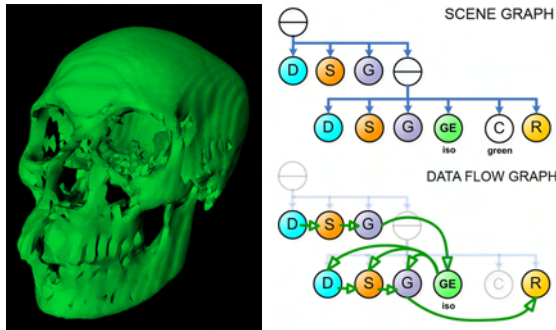 SCENE GRAPH
D S G
D S G GE C R
iso green
DATA FLOW GRAPH
D S G
D S G GE C R
iso